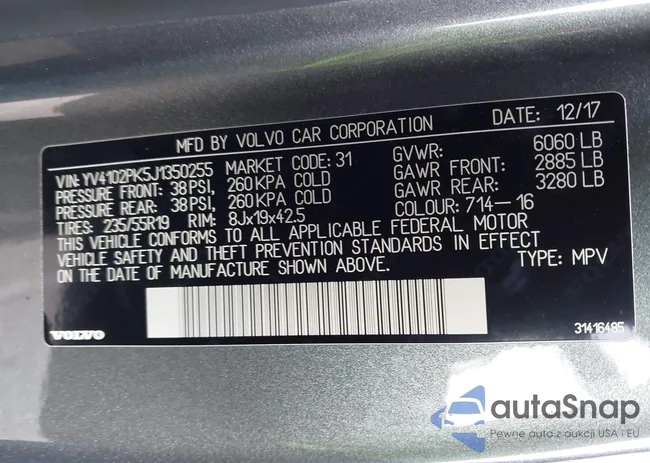 MFD BY VOLVO CAR CORPORATION DATE: 12/17
VIN: YV4102PK5J1350255 MARKET CODE: 31 GVWR: 6060 LB
PRESSURE FRONT: 38PSI, 260KPA COLD GAWR FRONT: 2885 LB
PRESSURE REAR: 38PSI, 260KPA COLD GAWR REAR: 3280 LB
TIRES: 235/55R19 RIM: 8Jx19x42.5 COLOUR: 714-16
THIS VEHICLE CONFORMS TO ALL APPLICABLE FEDERAL MOTOR
VEHICLE SAFETY AND THEFT PREVENTION STANDARDS IN EFFECT
ON THE DATE OF MANUFACTURE SHOWN ABOVE. TYPE: MPV
VOLVO 31416485
autaSnap
Pewne auta z aukcji USA i EU